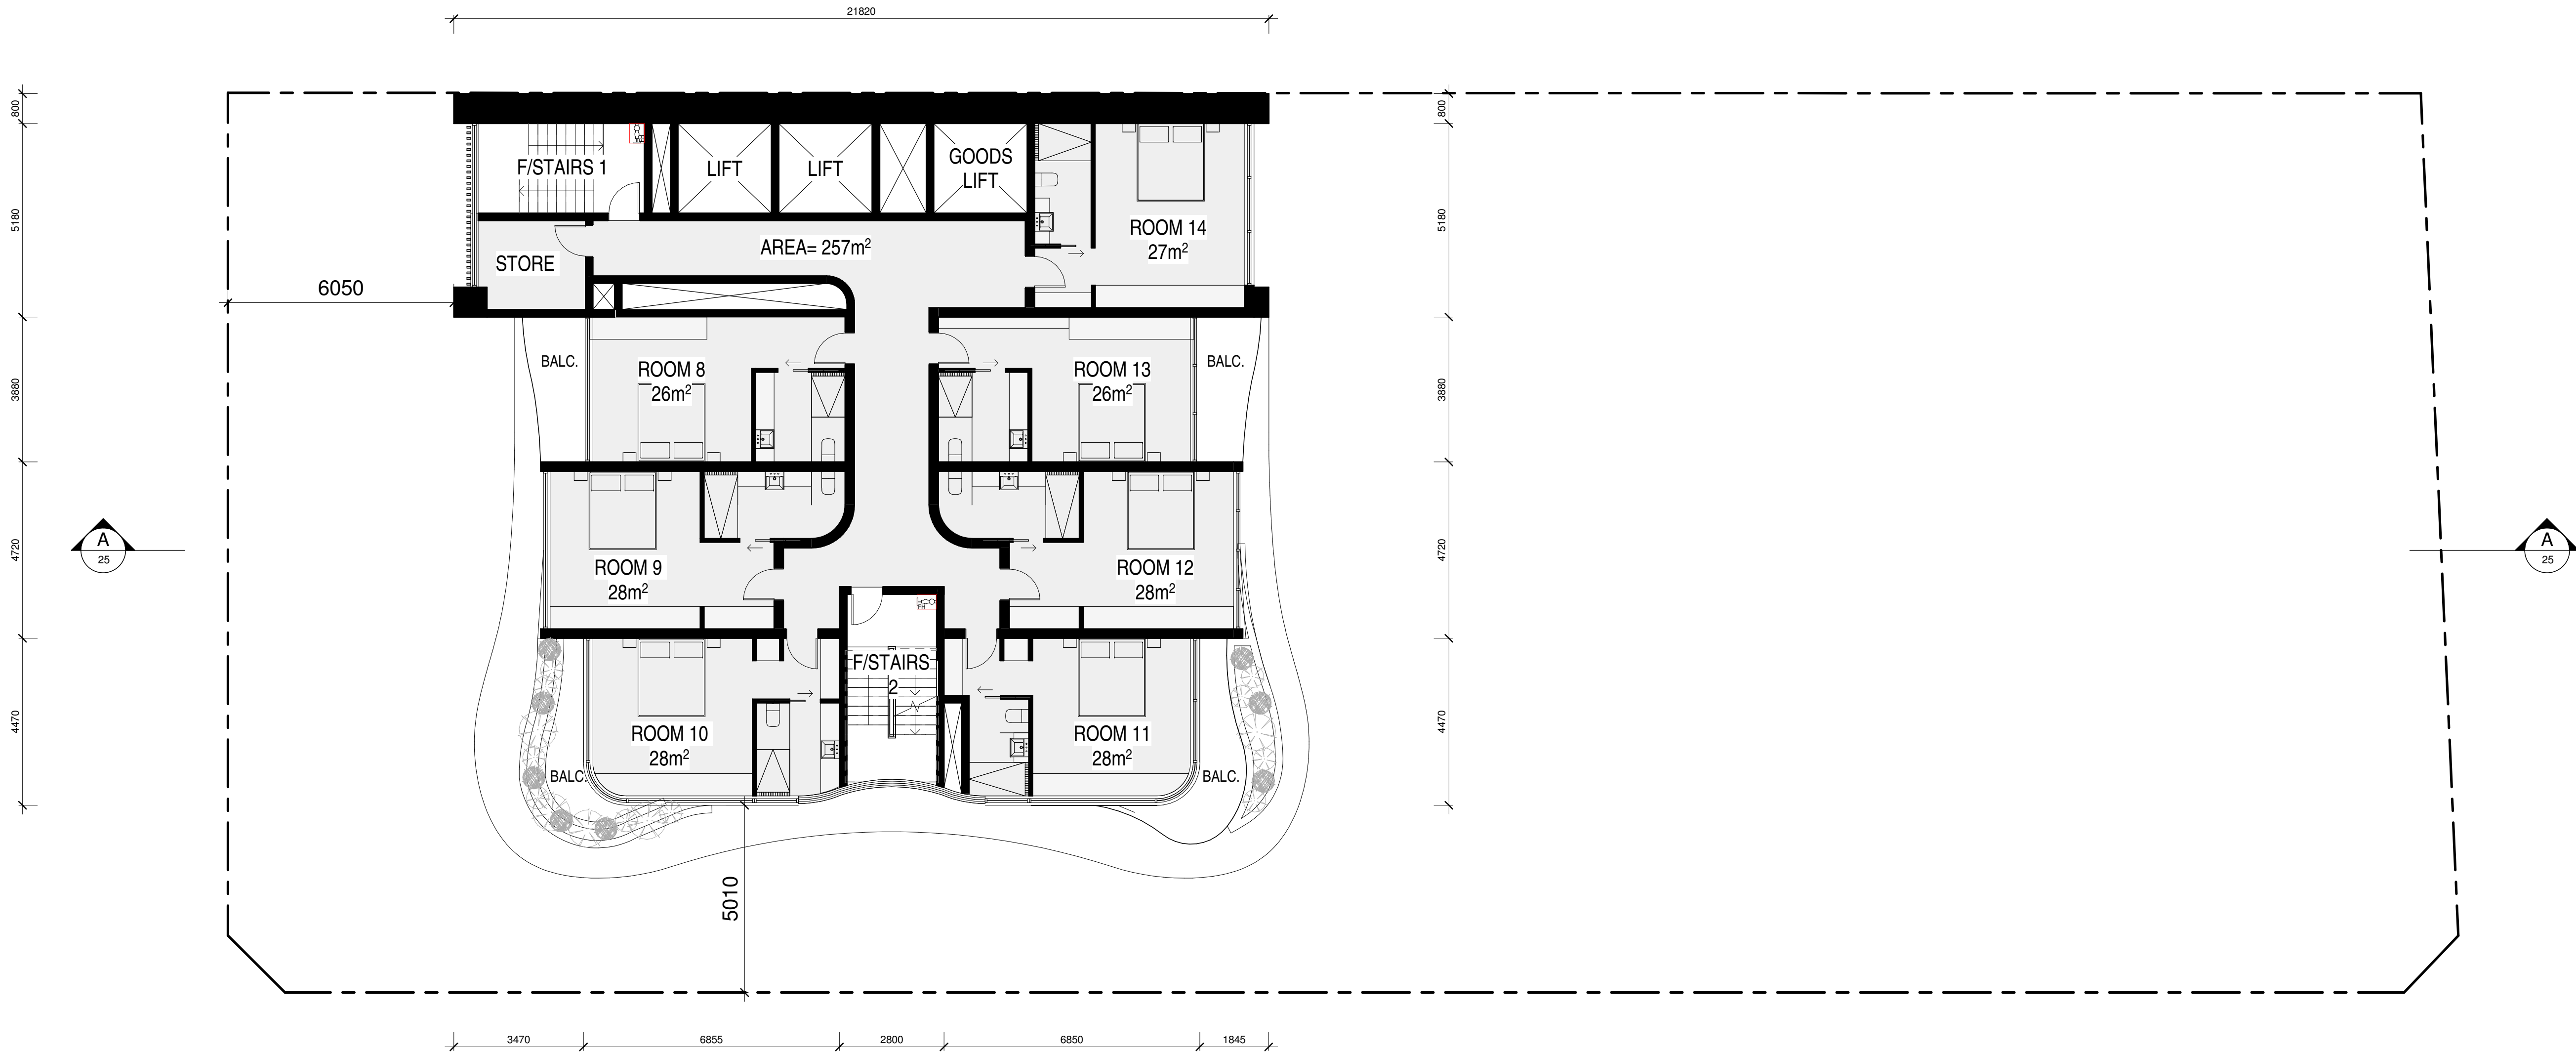 21820
800
800
F/STAIRS 1
LIFT
LIFT
GOODS
LIFT
5180
5180
ROOM 14
27m²
AREA= 257m²
STORE
6050
BALC.
ROOM 8
26m²
ROOM 13
26m²
BALC.
3880
3880
A
25
A
25
4720
4720
ROOM 9
28m²
ROOM 12
28m²
F/STAIRS
2
4470
4470
ROOM 10
28m²
ROOM 11
28m²
BALC.
BALC.
5010
3470
6855
2800
6850
1845